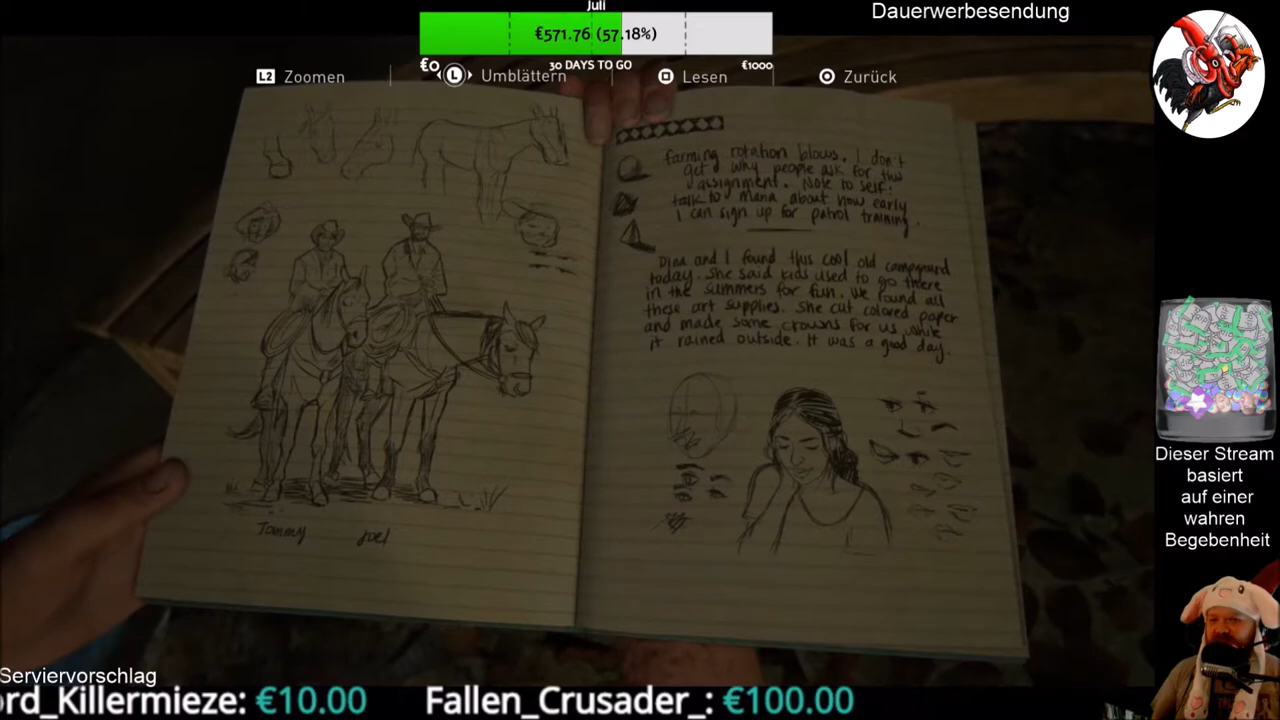 Juli
€571.76 (57.18%)
€0
30 DAYS TO GO
€1000
Dauerwerbesendung
L2 Zoomen
L Umblättern
Lesen
Zurück
farming rotation blows. I don't
get why people ask for this
assignment. Note to self:
talk to Maria about how early
I can sign up for patrol training.
Dina and I found this cool old campground
today. She said kids used to go there
in the summers for fun. We found all
these art supplies. She cut colored paper
and made some crowns for us while
it rained outside. It was a good day.
Tommy
Joel
Dieser Stream
basiert
auf einer
wahren
Begebenheit
Serviervorschlag
ord_Killermieze: €10.00
Fallen_Crusader_: €100.00